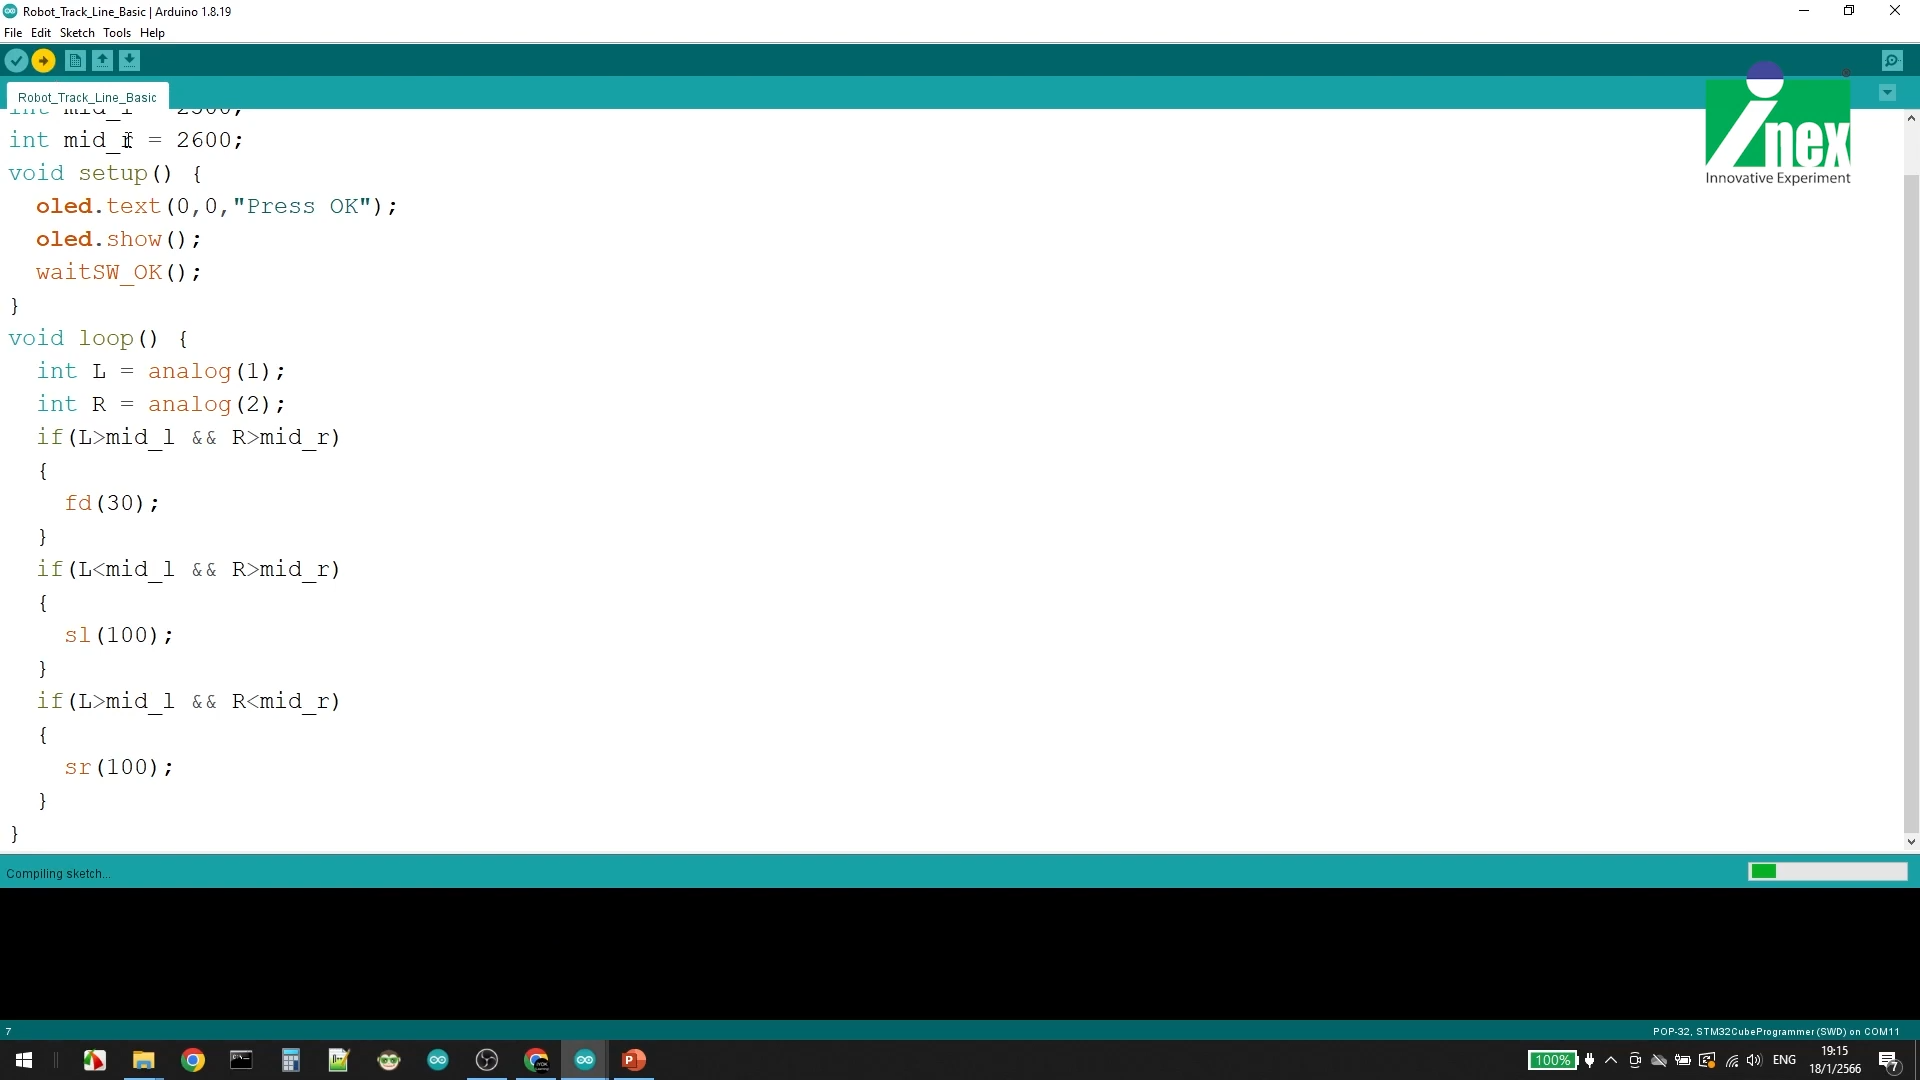 Robot_Track_Line_Basic | Arduino 1.8.19
File Edit Sketch Tools Help
Robot_Track_Line_Basic
int mid_r = 2600;
void setup() {
oled.text(0,0,"Press OK");
oled.show();
waitSW_OK();
}
void loop() {
int L = analog(1);
int R = analog(2);
if(L>mid_l && R>mid_r)
{
fd(30);
}
if(L<mid_l && R>mid_r)
{
sl(100);
}
if(L>mid_l && R<mid_r)
{
sr(100);
}
}
inex
Innovative Experiment
Compiling sketch...
7
POP-32, STM32CubeProgrammer (SWD) on COM11
100%
ENG
19:15
18/1/2566
7